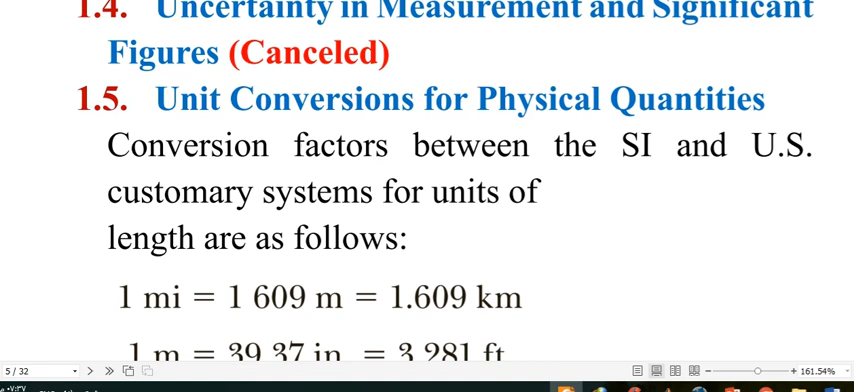 1.4. Uncertainty in Measurement and Significant
Figures (Canceled)
1.5. Unit Conversions for Physical Quantities
Conversion factors between the SI and U.S.
customary systems for units of
length are as follows:
1 mi = 1 609 m = 1.609 km
1 m = 39.37 in. = 3.281 ft
5 / 32
161.54%
٠٧:٣٧